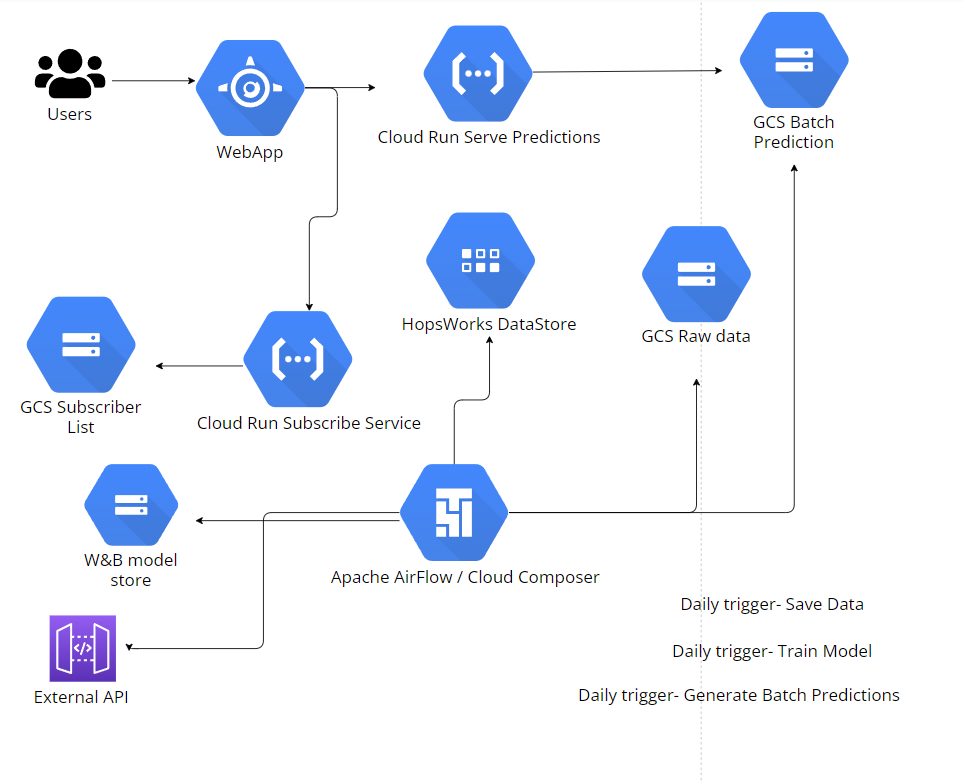 Users
WebApp
Cloud Run Serve Predictions
GCS Batch
Prediction
HopsWorks DataStore
GCS Raw data
GCS Subscriber
List
Cloud Run Subscribe Service
W&B model
store
Apache AirFlow / Cloud Composer
External API
Daily trigger- Save Data
Daily trigger- Train Model
Daily trigger- Generate Batch Predictions